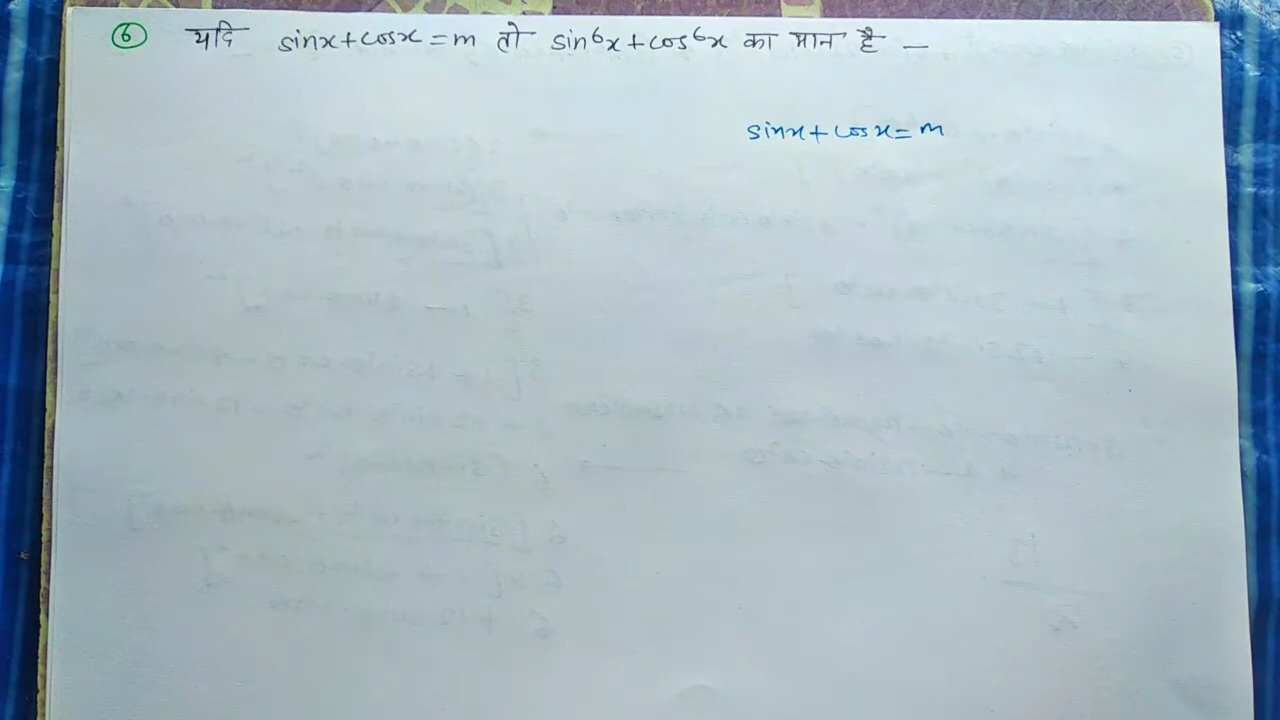 ⑥ यदि sinx+cosx=m तो sin⁶x+cos⁶x का मान है —
sinx+cosx=m